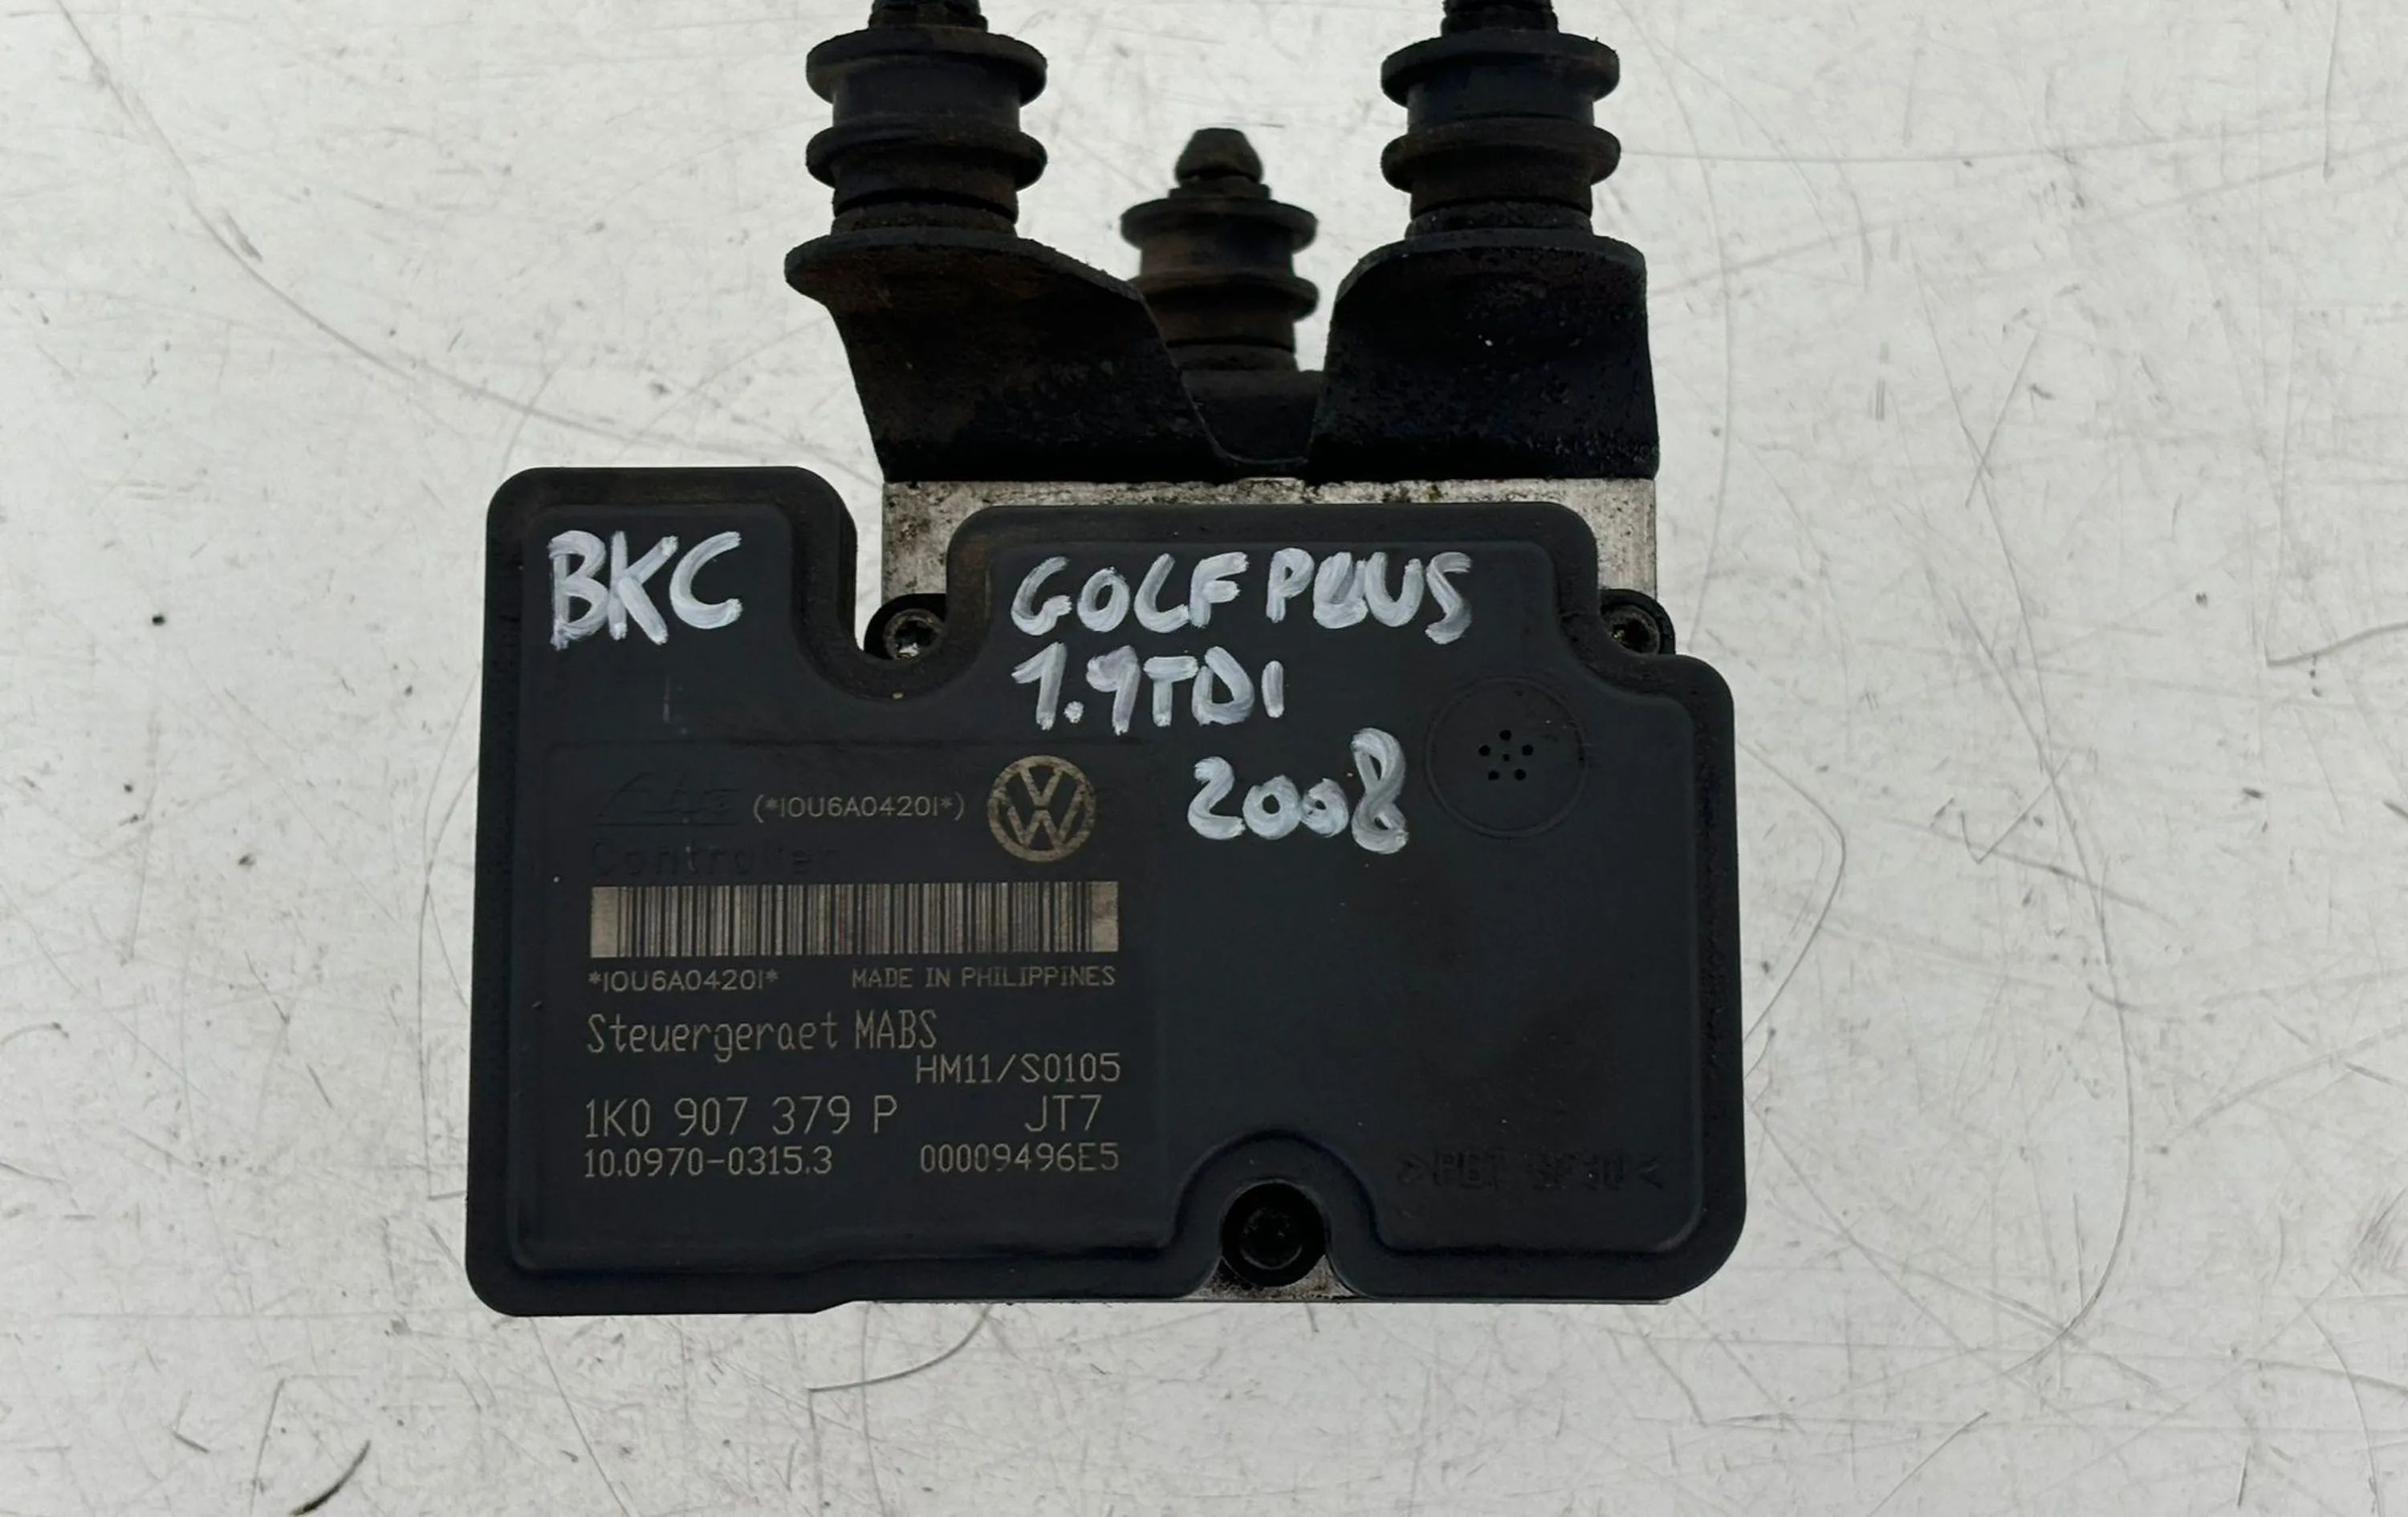 BKC
GOLF PLUS
1.9TDI
2008
(*IOU6A0420I*)
Controller
*IOU6A0420I* MADE IN PHILIPPINES
Steuergeraet MABS
HM11/S0105
1K0 907 379 P JT7
10.0970-0315.3 00009496E5